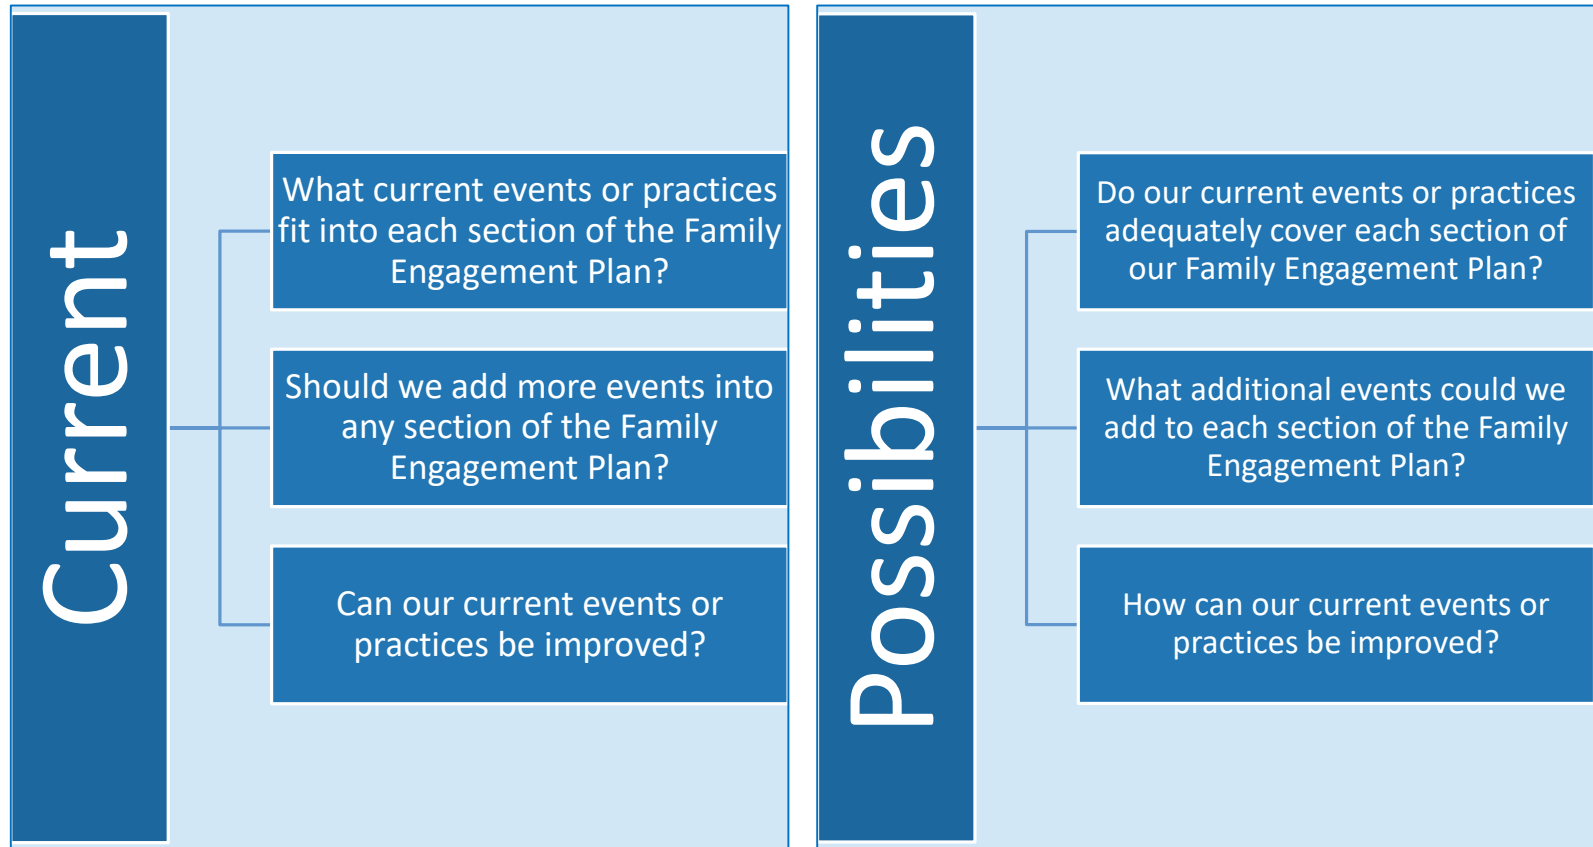 Current
What current events or practices
fit into each section of the Family
Engagement Plan?
Should we add more events into
any section of the Family
Engagement Plan?
Can our current events or
practices be improved?
Possibilities
Do our current events or practices
adequately cover each section of
our Family Engagement Plan?
What additional events could we
add to each section of the Family
Engagement Plan?
How can our current events or
practices be improved?